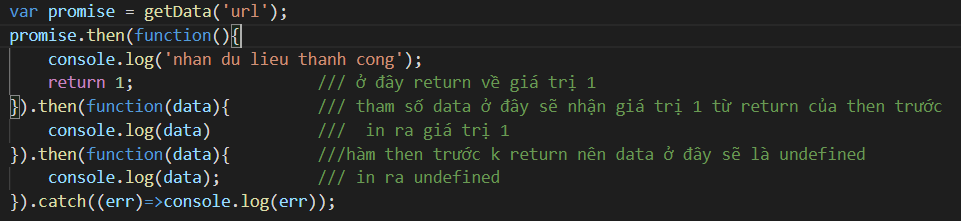 var promise = getData('url');
promise.then(function(){
    console.log('nhan du lieu thanh cong');
    return 1;                /// ở đây return về giá trị 1
}).then(function(data){      /// tham số data ở đây sẽ nhận giá trị 1 từ return của then trước
    console.log(data)        ///  in ra giá trị 1
}).then(function(data){      ///hàm then trước k return nên data ở đây sẽ là undefined
    console.log(data);       /// in ra undefined
}).catch((err)=>console.log(err));